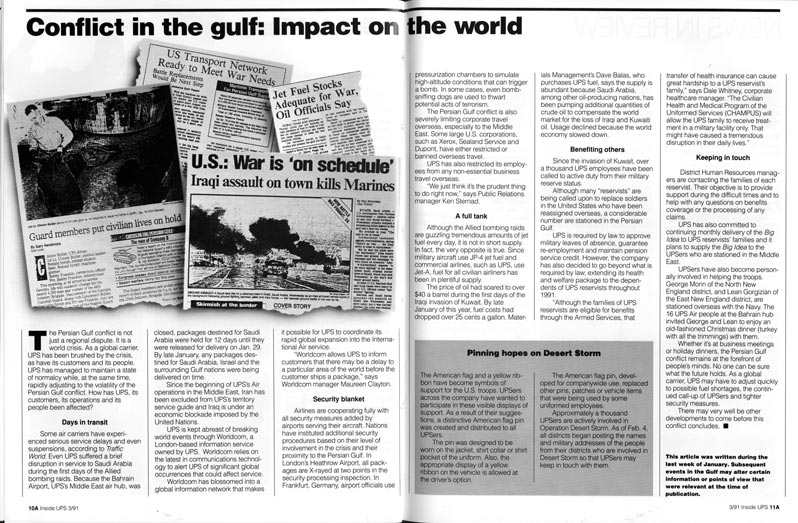 Conflict in the gulf: Impact on the world
US Transport Network
Ready to Meet War Needs
Battle Replacements
Would Be Next Step
Jet Fuel Stocks
Adequate for War,
Oil Officials Say
U.S.: War is 'on schedule'
Iraqi assault on town kills Marines
Guard members put civilian lives on hold
Skirmish at the border
COVER STORY
The Persian Gulf conflict is not
just a regional dispute. It is a
world crisis. As a global carrier,
UPS has been brushed by the crisis,
as have its customers and its people.
UPS has managed to maintain a state
of normalcy while, at the same time,
rapidly adjusting to the volatility of the
Persian Gulf conflict. How has UPS, its
customers, its operations and its
people been affected?
Days in transit
Some air carriers have experi-
enced serious service delays and even
suspensions, according to Traffic
World. Even UPS suffered a brief
disruption in service to Saudi Arabia
during the first days of the Allied
bombing raids. Because the Bahrain
Airport, UPS's Middle East air hub, was
closed, packages destined for Saudi
Arabia were held for 12 days until they
were released for delivery on Jan. 29.
By late January, any packages des-
tined for Saudi Arabia, Israel and the
surrounding Gulf nations were being
delivered on time.
Since the beginning of UPS's Air
operations in the Middle East, Iran has
been excluded from UPS's territory
service guide and Iraq is under an
economic blockade imposed by the
United Nations.
UPS is kept abreast of breaking
world events through Worldcom, a
London-based information service
owned by UPS. Worldcom relies on
the latest in communications technol-
ogy to alert UPS of significant global
occurrences that could affect service.
Worldcom has blossomed into a
global information network that makes
it possible for UPS to coordinate its
rapid global expansion into the Interna-
tional Air service.
"Worldcom allows UPS to inform
customers that there may be a delay to
a particular area of the world before the
customer ships a package," says
Worldcom manager Maureen Clayton.
Security blanket
Airlines are cooperating fully with
all security measures added by
airports serving their aircraft. Nations
have instituted additional security
procedures based on their level of
involvement in the crisis and their
proximity to the Persian Gulf. In
London's Heathrow Airport, all pack-
ages are X-rayed at two points in the
security processing inspection. In
Frankfurt, Germany, airport officials use
pressurization chambers to simulate
high-altitude conditions that can trigger
a bomb. In some cases, even bomb-
sniffing dogs are used to thwart
potential acts of terrorism.
The Persian Gulf conflict is also
severely limiting corporate travel
overseas, especially to the Middle
East. Some large U.S. corporations,
such as Xerox, Sealand Service and
Dupont, have either restricted or
banned overseas travel.
UPS has also restricted its employ-
ees from any non-essential business
travel overseas.
"We just think it's the prudent thing
to do right now," says Public Relations
manager Ken Sternad.
A full tank
Although the Allied bombing raids
are guzzling tremendous amounts of jet
fuel every day, it is not in short supply.
In fact, the very opposite is true. Since
military aircraft use JP-4 jet fuel and
commercial airlines, such as UPS, use
Jet-A, fuel for all civilian airliners has
been in plentiful supply.
The price of oil had soared to over
$40 a barrel during the first days of the
Iraqi invasion of Kuwait. By late
January of this year, fuel costs had
dropped over 25 cents a gallon. Mater-
ials Management's Dave Balas, who
purchases UPS fuel, says the supply is
abundant because Saudi Arabia,
among other oil-producing nations, has
been pumping additional quantities of
crude oil to compensate the world
market for the loss of Iraqi and Kuwaiti
oil. Usage declined because the world
economy slowed down.
Benefiting others
Since the invasion of Kuwait, over
a thousand UPS employees have been
called to active duty from their military
reserve status.
Although many "reservists" are
being called upon to replace soldiers
in the United States who have been
reassigned overseas, a considerable
number are stationed in the Persian
Gulf.
UPS is required by law to approve
military leaves of absence, guarantee
re-employment and maintain pension
service credit. However, the company
has also decided to go beyond what is
required by law, extending its health
and welfare package to the depen-
dents of UPS reservists throughout
1991.
"Although the families of UPS
reservists are eligible for benefits
through the Armed Services, that
transfer of health insurance can cause
great hardship to a UPS reservist's
family," says Dale Whitney, corporate
healthcare manager. "The Civilian
Health and Medical Program of the
Uniformed Services (CHAMPUS) will
allow the UPS family to receive treat-
ment in a military facility only. That
might have caused a tremendous
disruption in their daily lives."
Keeping in touch
District Human Resources manag-
ers are contacting the families of each
reservist. Their objective is to provide
support during the difficult times and to
help with any questions on benefits
coverage or the processing of any
claims.
UPS has also committed to
continuing monthly delivery of the Big
Idea to UPS reservists' families and it
plans to supply the Big Idea to the
UPSers who are stationed in the Middle
East.
UPSers have also become person-
ally involved in helping the troops.
George Morin of the North New
England district, and Lean Gorgizian of
the East New England district, are
stationed overseas with the Navy. The
16 UPS Air people at the Bahrain hub
invited George and Lean to enjoy an
old-fashioned Christmas dinner (turkey
with all the trimmings) with them.
Whether it's at business meetings
or holiday dinners, the Persian Gulf
conflict remains at the forefront of
people's minds. No one can be sure
what the future holds. As a global
carrier, UPS may have to adjust quickly
to possible fuel shortages, the contin-
ued call-up of UPSers and tighter
security measures.
There may very well be other
developments to come before this
conflict concludes. ■
This article was written during the
last week of January. Subsequent
events in the Gulf may alter certain
information or points of view that
were relevant at the time of
publication.
Pinning hopes on Desert Storm
The American flag and a yellow rib-
bon have become symbols of
support for the U.S. troops. UPSers
across the company have wanted to
participate in these visible displays of
support. As a result of their sugges-
tions, a distinctive American flag pin
was created and distributed to all
UPSers.
The pin was designed to be
worn on the jacket, shirt collar or shirt
pocket of the uniform. Also, the
appropriate display of a yellow
ribbon on the vehicle is allowed at
the driver's option.
The American flag pin, devel-
oped for companywide use, replaced
other pins, patches or vehicle items
that were being used by some
uniformed employees.
Approximately a thousand
UPSers are actively involved in
Operation Desert Storm. As of Feb. 4,
all districts began posting the names
and military addresses of the people
from their districts who are involved in
Desert Storm so that UPSers may
keep in touch with them.
10A Inside UPS 3/91
3/91 Inside UPS 11A